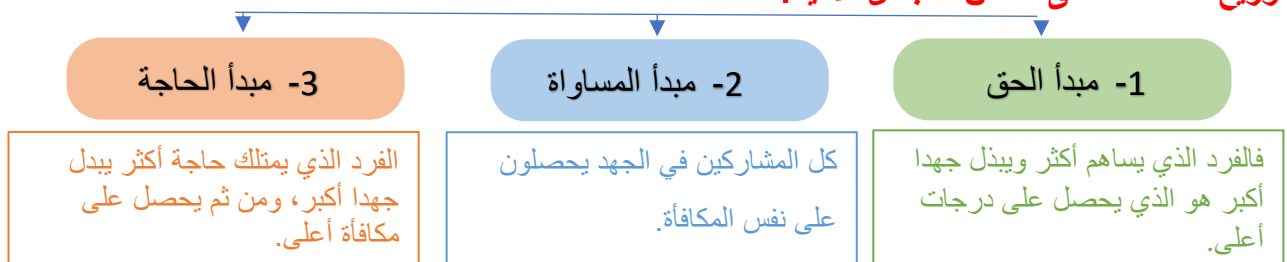 1- مبدأ الحق
فالفرد الذي يساهم أكثر ويبذل جهدا
أكبر هو الذي يحصل على درجات
أعلى.
2- مبدأ المساواة
كل المشاركين في الجهد يحصلون
على نفس المكافأة.
3- مبدأ الحاجة
الفرد الذي يمتلك حاجة أكثر يبدل
جهدا أكبر، ومن ثم يحصل على
مكافأة أعلى.